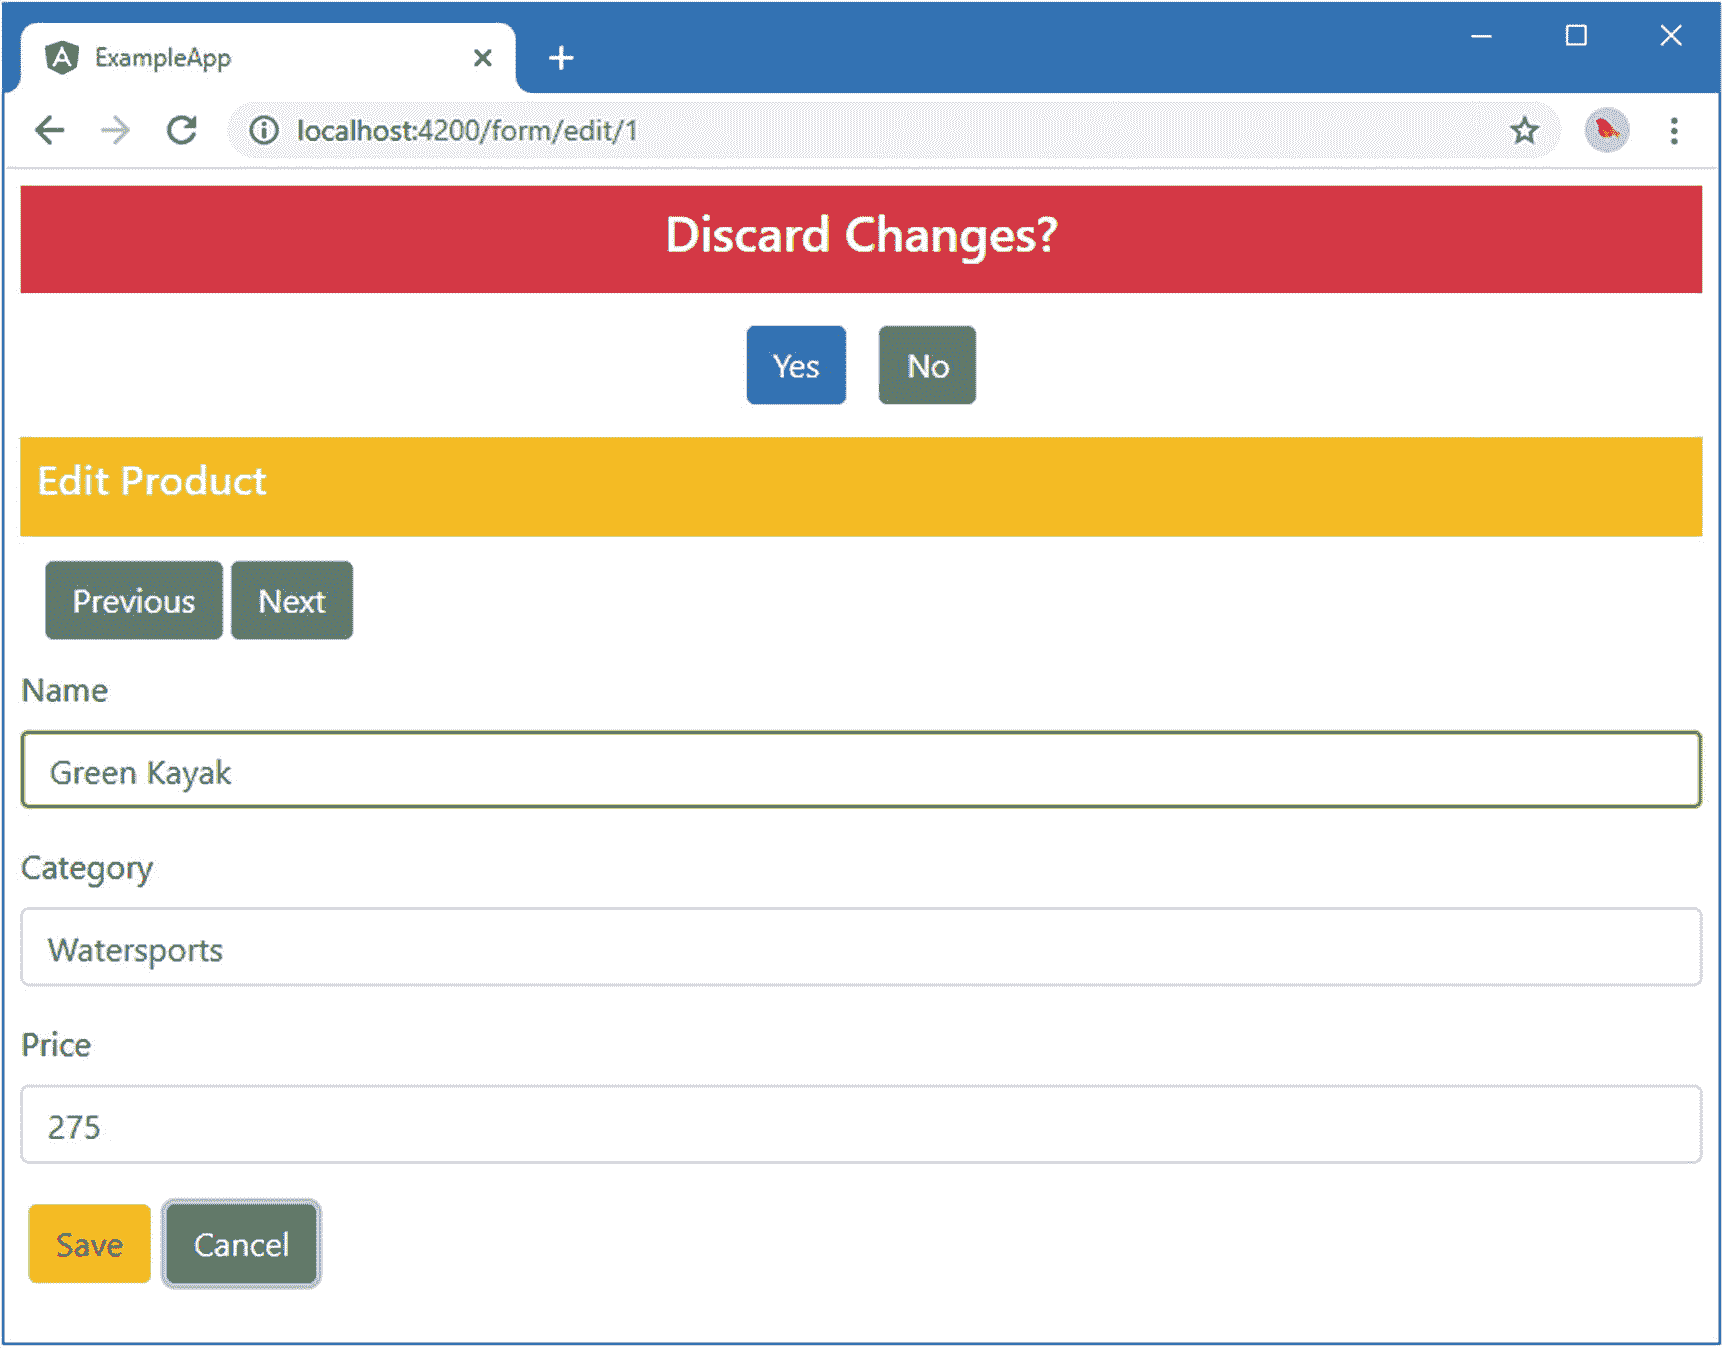 ExampleApp
localhost:4200/form/edit/1
Discard Changes?
Yes No
Edit Product
Previous Next
Name
Green Kayak
Category
Watersports
Price
275
Save Cancel